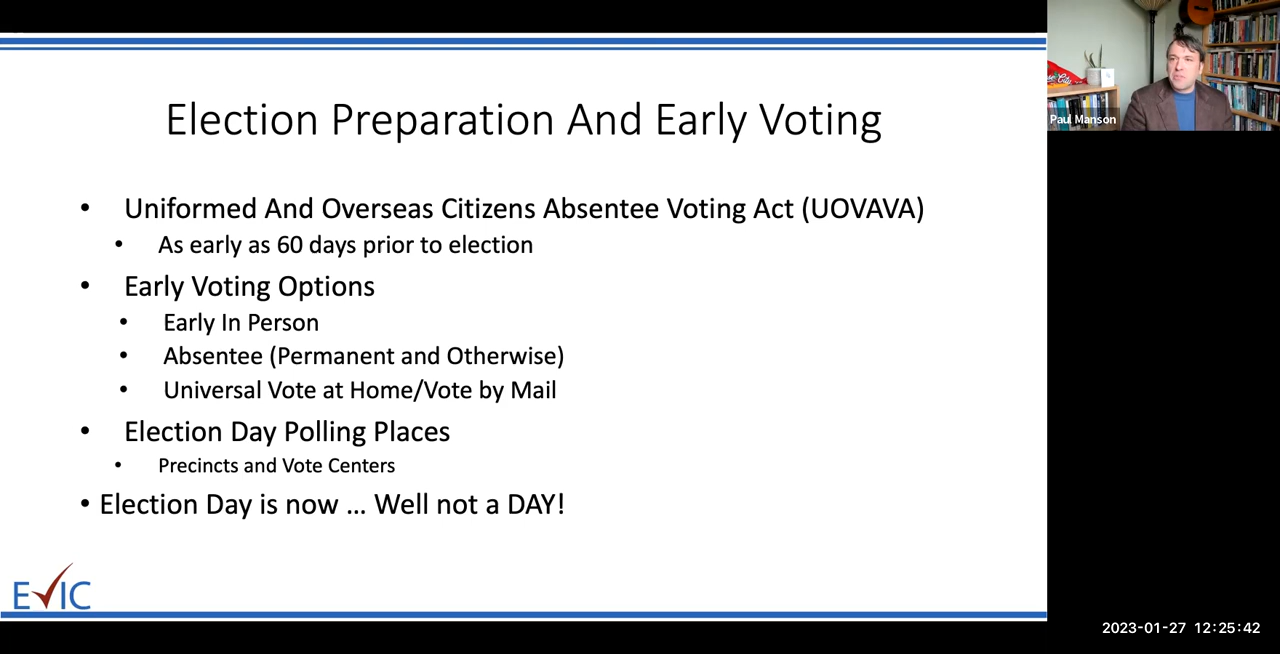 Election Preparation And Early Voting
• Uniformed And Overseas Citizens Absentee Voting Act (UOVAVA)
• As early as 60 days prior to election
• Early Voting Options
• Early In Person
• Absentee (Permanent and Otherwise)
• Universal Vote at Home/Vote by Mail
• Election Day Polling Places
• Precincts and Vote Centers
• Election Day is now … Well not a DAY!
EVIC
Paul Manson
2023-01-27 12:25:42